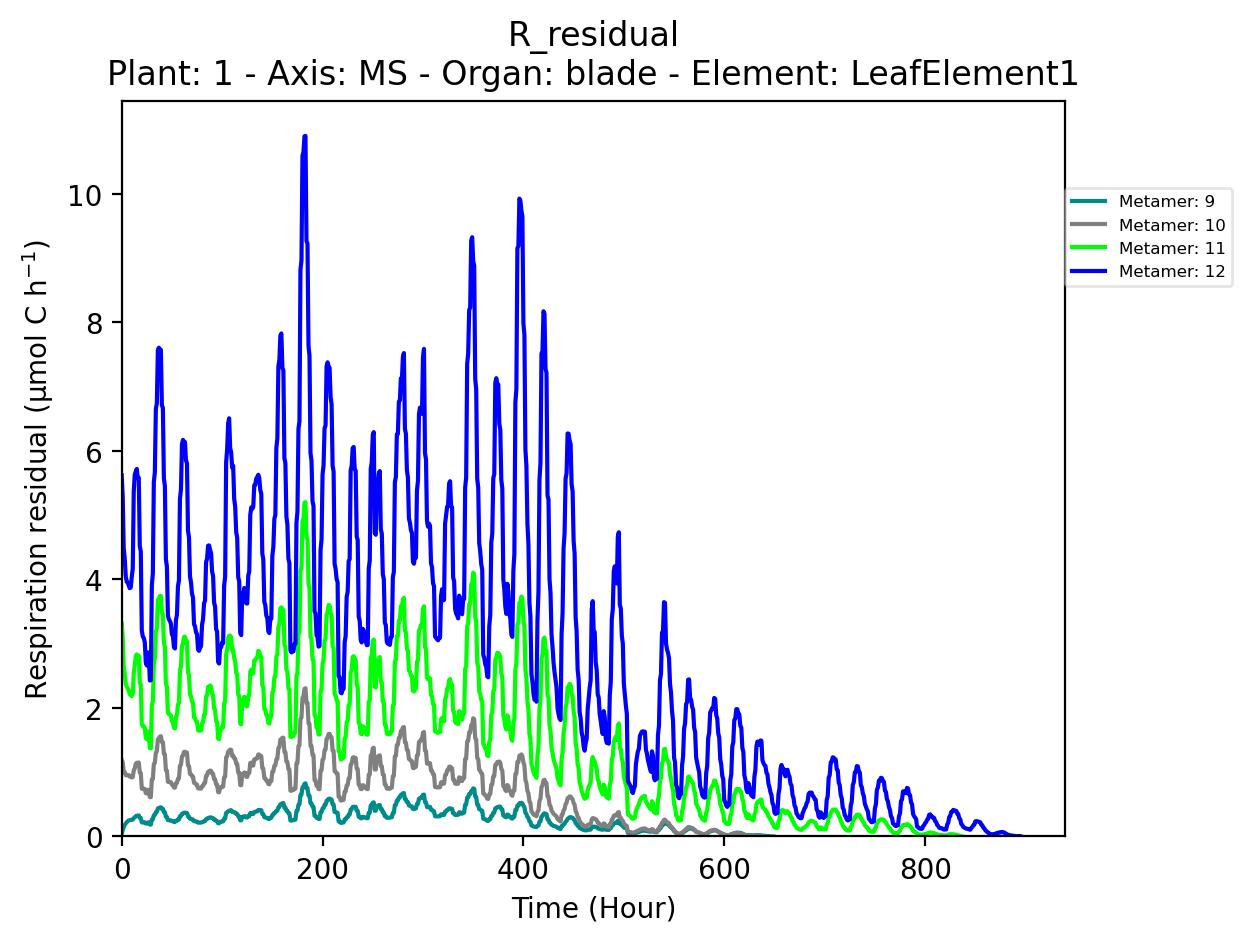 R_residual
Plant: 1 - Axis: MS - Organ: blade - Element: LeafElement1
10
8
6
4
2
0
Respiration residual (µmol C h⁻¹)
0
200
400
600
800
Time (Hour)
Metamer: 9
Metamer: 10
Metamer: 11
Metamer: 12